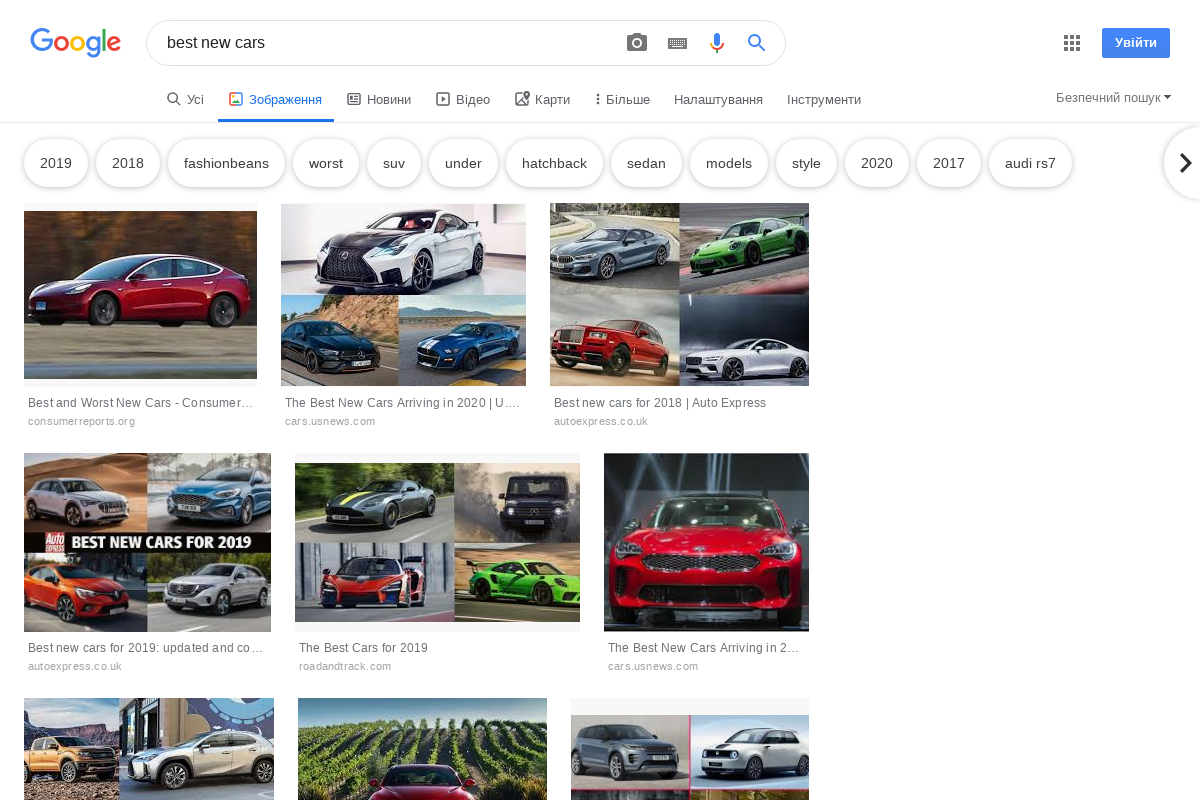 Google
best new cars
Увійти
Усі
Зображення
Новини
Відео
Карти
Більше
Налаштування
Інструменти
Безпечний пошук
2019
2018
fashionbeans
worst
suv
under
hatchback
sedan
models
style
2020
2017
audi rs7
Best and Worst New Cars - Consumer…
consumerreports.org
The Best New Cars Arriving in 2020 | U.…
cars.usnews.com
Best new cars for 2018 | Auto Express
autoexpress.co.uk
Auto EXPRESS BEST NEW CARS FOR 2019
Best new cars for 2019: updated and co…
autoexpress.co.uk
The Best Cars for 2019
roadandtrack.com
The Best New Cars Arriving in 2…
cars.usnews.com